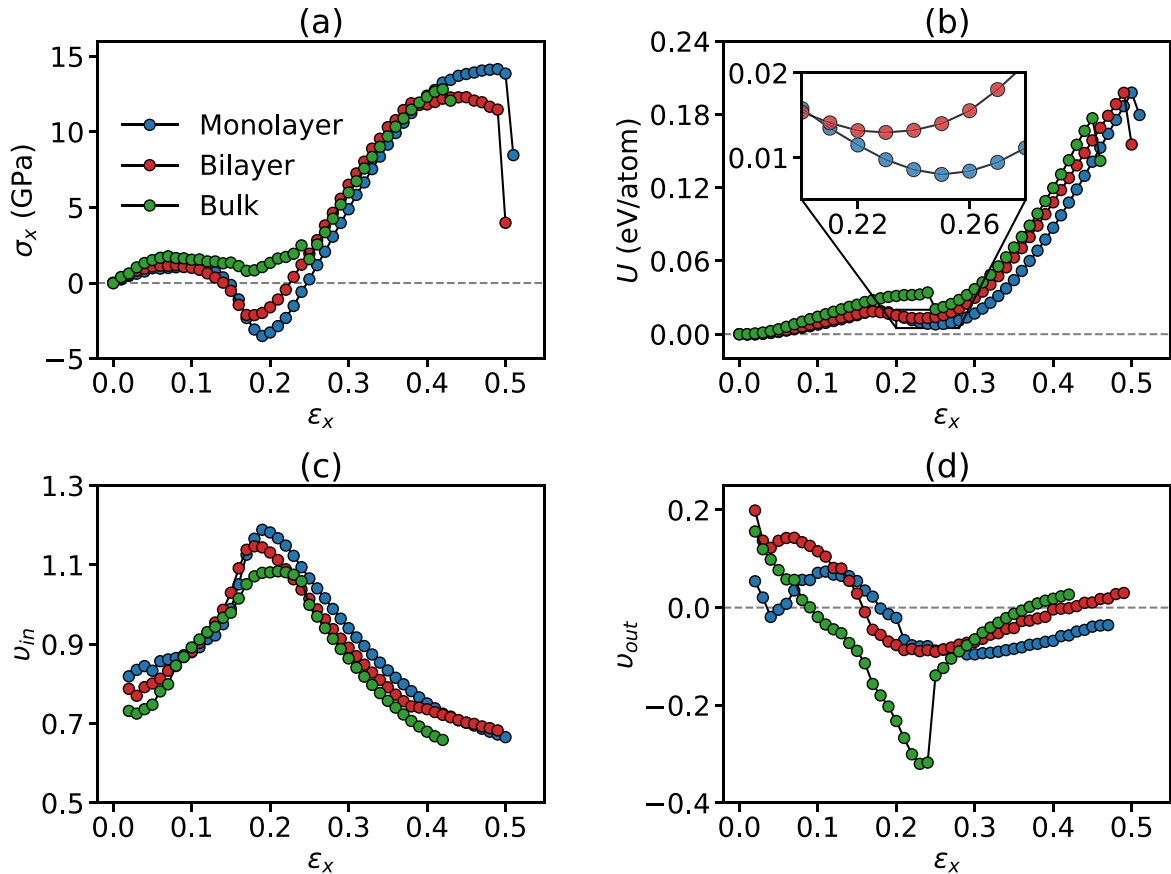 (a)
15
10
5
0
−5
σx (GPa)
Monolayer
Bilayer
Bulk
0.0 0.1 0.2 0.3 0.4 0.5
εx
(b)
0.24
0.18
0.12
0.06
0.00
U (eV/atom)
0.02
0.01
0.22 0.26
0.0 0.1 0.2 0.3 0.4 0.5
εx
(c)
1.3
1.1
0.9
0.7
0.5
υin
0.0 0.1 0.2 0.3 0.4 0.5
εx
(d)
0.2
0.0
−0.2
−0.4
υout
0.0 0.1 0.2 0.3 0.4 0.5
εx